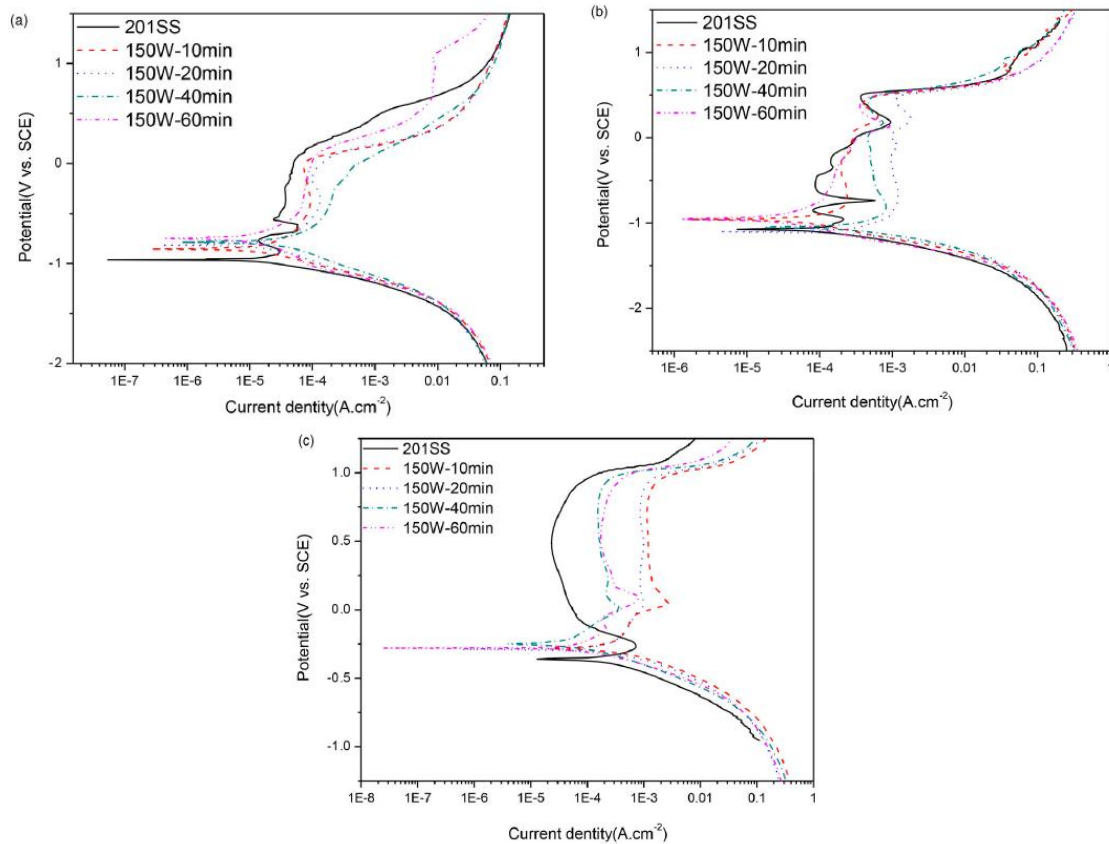 (a)
201SS
150W-10min
150W-20min
150W-40min
150W-60min
Potential(V vs. SCE)
1
0
-1
-2
1E-7 1E-6 1E-5 1E-4 1E-3 0.01 0.1
Current dentity(A.cm-2)
(b)
201SS
150W-10min
150W-20min
150W-40min
150W-60min
Potential(V vs. SCE)
1
0
-1
-2
1E-6 1E-5 1E-4 1E-3 0.01 0.1 1
Current dentity(A.cm-2)
(c)
201SS
150W-10min
150W-20min
150W-40min
150W-60min
Potential(V vs. SCE)
1.0
0.5
0.0
-0.5
-1.0
1E-8 1E-7 1E-6 1E-5 1E-4 1E-3 0.01 0.1 1
Current dentity(A.cm-2)